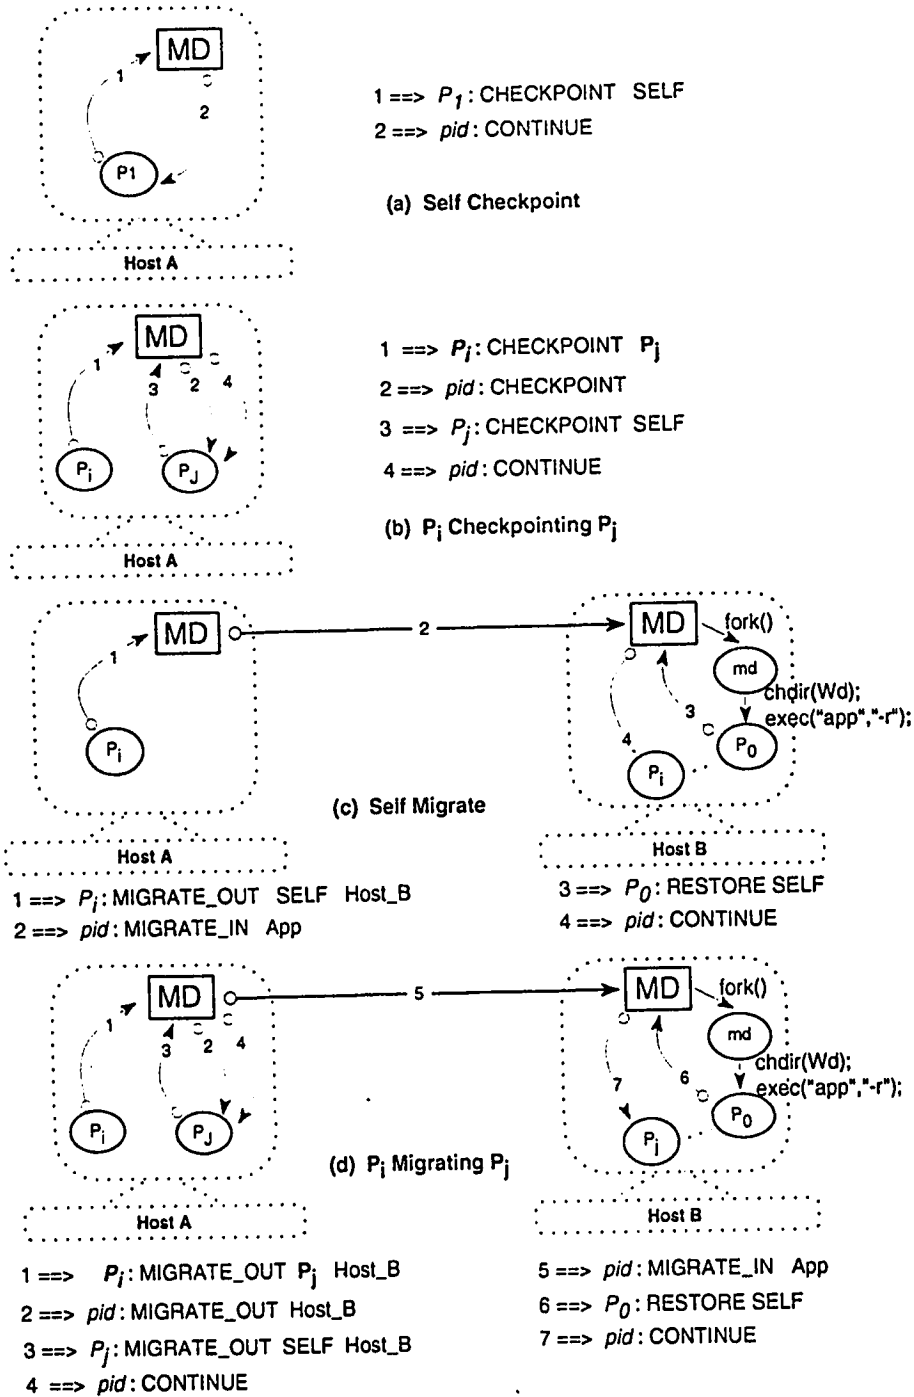 MD
1
2
P1
1 ==> P1 : CHECKPOINT SELF
2 ==> pid : CONTINUE
(a) Self Checkpoint
Host A
MD
1
3
2
4
Pi
PJ
1 ==> Pi : CHECKPOINT Pj
2 ==> pid : CHECKPOINT
3 ==> Pj : CHECKPOINT SELF
4 ==> pid : CONTINUE
(b) Pi Checkpointing Pj
Host A
MD
1
Pi
2
MD
fork()
md
chdir(Wd);
exec("app","-r");
3
4
P0
Pi
(c) Self Migrate
Host A
Host B
1 ==> Pi : MIGRATE_OUT SELF Host_B
2 ==> pid : MIGRATE_IN App
3 ==> P0 : RESTORE SELF
4 ==> pid : CONTINUE
MD
1
3
2
4
Pi
PJ
5
MD
fork()
md
chdir(Wd);
exec("app","-r");
7
6
P0
Pj
(d) Pi Migrating Pj
Host A
Host B
1 ==> Pi : MIGRATE_OUT Pj Host_B
2 ==> pid : MIGRATE_OUT Host_B
3 ==> Pj : MIGRATE_OUT SELF Host_B
4 ==> pid : CONTINUE
5 ==> pid : MIGRATE_IN App
6 ==> P0 : RESTORE SELF
7 ==> pid : CONTINUE